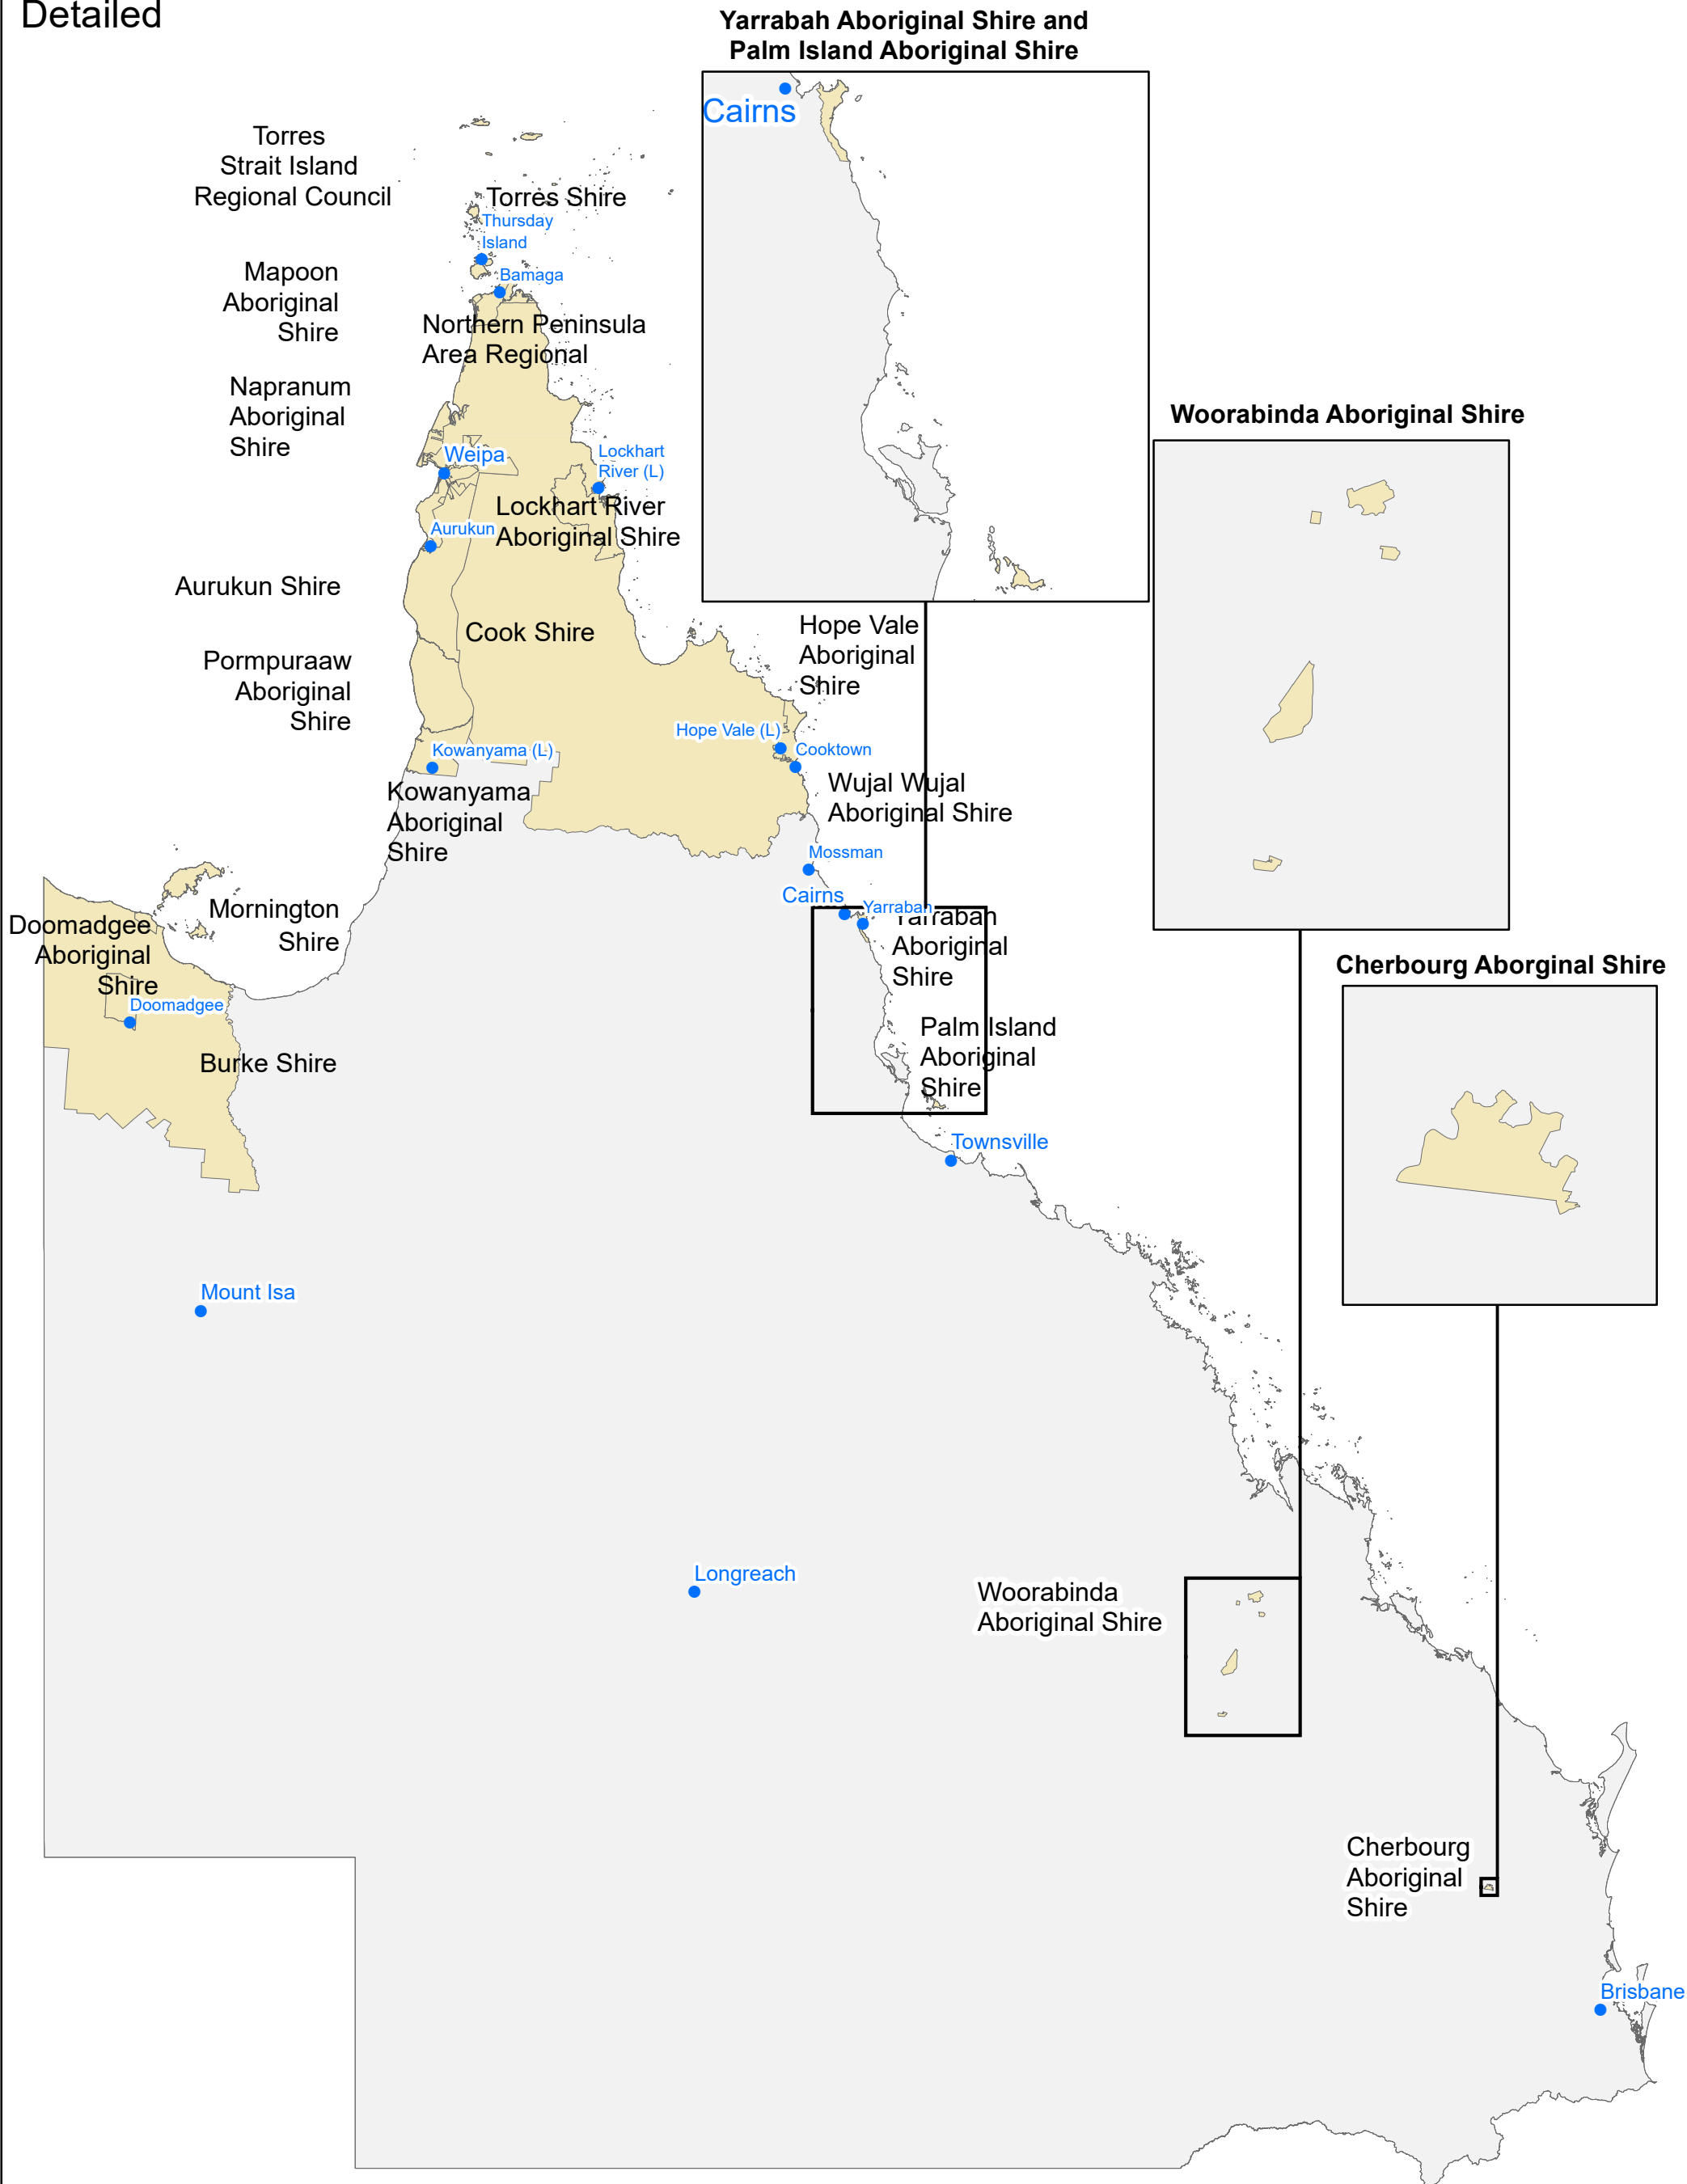 Detailed
Yarrabah Aboriginal Shire and
Palm Island Aboriginal Shire
Cairns
Torres
Strait Island
Regional Council
Torres Shire
Thursday
Island
Bamaga
Mapoon
Aboriginal
Shire
Northern Peninsula
Area Regional
Napranum
Aboriginal
Shire
Weipa
Lockhart
River (L)
Lockhart River
Aboriginal Shire
Aurukun
Aurukun Shire
Cook Shire
Pormpuraaw
Aboriginal
Shire
Hope Vale
Aboriginal
Shire
Hope Vale (L)
Cooktown
Kowanyama (L)
Kowanyama
Aboriginal
Shire
Wujal Wujal
Aboriginal Shire
Woorabinda Aboriginal Shire
Mossman
Cairns
Yarrabah
Yarrabah
Aboriginal
Shire
Mornington
Shire
Doomadgee
Aboriginal
Shire
Doomadgee
Burke Shire
Palm Island
Aboriginal
Shire
Townsville
Cherbourg Aborginal Shire
Mount Isa
Longreach
Woorabinda
Aboriginal Shire
Cherbourg
Aboriginal
Shire
Brisbane